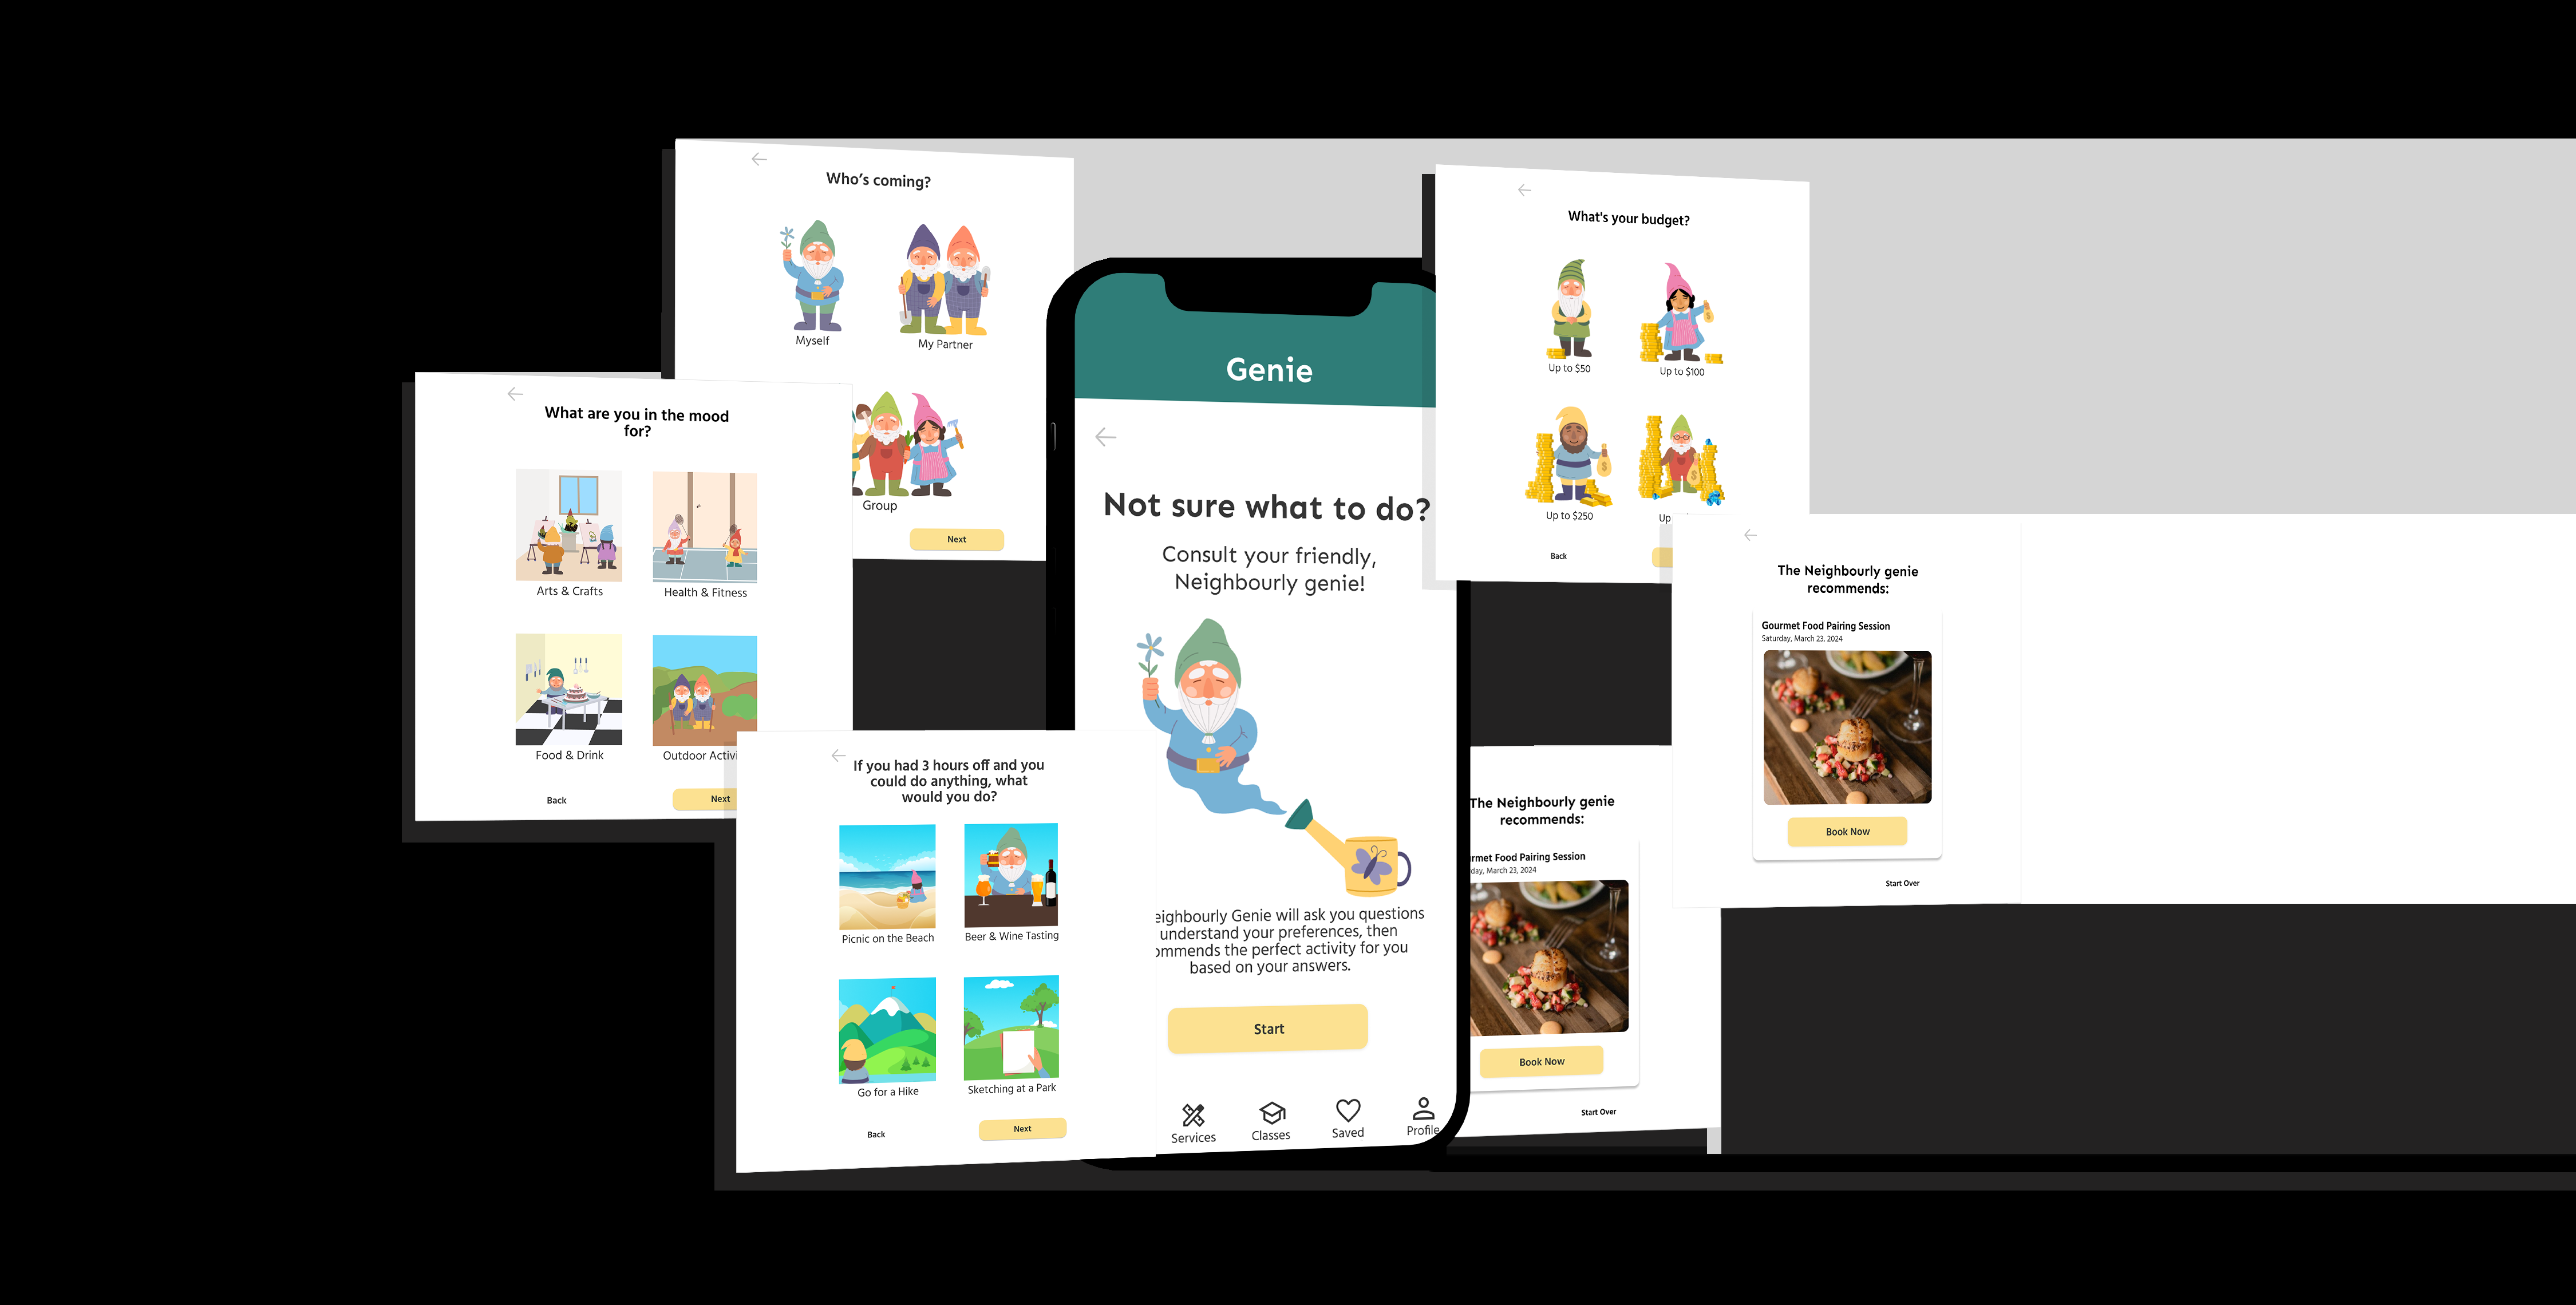 Who's coming?
Myself
My Partner
Group
Next
What are you in the mood
for?
Arts & Crafts
Health & Fitness
Food & Drink
Outdoor
Back
Next
If you had 3 hours off and you
could do anything, what
would you do?
Picnic on the Beach
Beer & Wine Tasting
Go for a Hike
Sketching at a Park
Back
Next
Genie
Not sure what to do?
Consult your friendly,
Neighbourly genie!
Genie will ask you questions
understand your preferences, then
the perfect activity for you
based on your answers.
Start
Services
Classes
Saved
Profile
What's your budget?
Up to $50
Up to $100
Up to $250
Up
Back
The Neighbourly genie
recommends:
Food Pairing Session
March 23, 2024
Book Now
Start Over
The Neighbourly genie
recommends:
Gourmet Food Pairing Session
Saturday, March 23, 2024
Book Now
Start Over